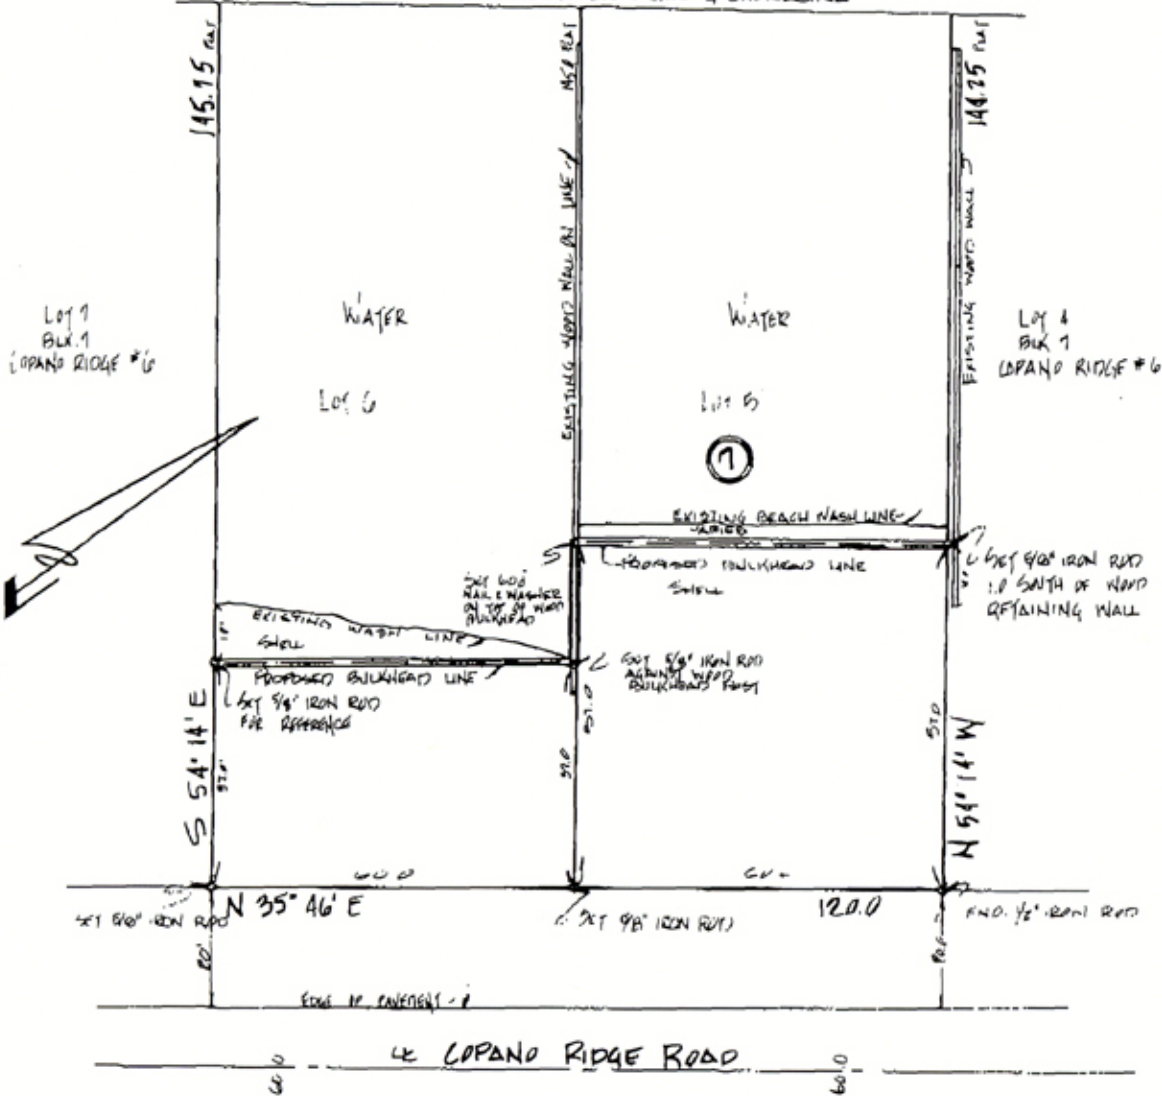 145.75 PLAT
145.0 PLAT
144.25 PLAT
EXISTING WOOD WALL ON LINE
EXISTING WOOD WALL
LOT 7
BLK. 7
COPANO RIDGE #6
WATER
LOT 6
WATER
LOT 5
7
LOT 4
BLK 7
COPANO RIDGE #6
EXISTING BEACH WASH LINE
VARIES
PROPOSED BULKHEAD LINE
SHELL
SET 5/8" IRON ROD
1.0 SOUTH OF WOOD
RETAINING WALL
SET 60d
NAIL & WASHER
ON TOP OF WOOD
BULKHEAD
EXISTING WASH LINE
SHELL
PROPOSED BULKHEAD LINE
SET 5/8" IRON ROD
AGAINST WOOD
BULKHEAD POST
SET 5/8" IRON ROD
FOR REFERENCE
S 54° 14' E
57.0
N 54° 14' W
60.0
N 35° 46' E
120.0
SET 5/8" IRON ROD
SET 5/8" IRON ROD
FND. 1/2" IRON ROD
20'
EDGE OF PAVEMENT
COPANO RIDGE ROAD
60.0
60.0